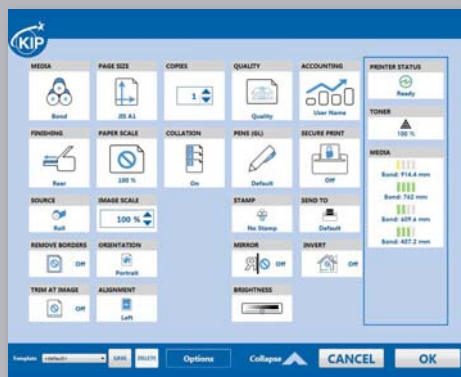 KIP
MEDIA
Bond
PAGE SIZE
JIS A1
COPIES
1
QUALITY
Quality
ACCOUNTING
User Name
PRINTER STATUS
Ready
TONER
100 %
FINISHING
Rear
PAPER SCALE
100 %
COLLATION
On
PENS (GL)
Default
SECURE PRINT
Off
MEDIA
Bond: 914.4 mm
Bond: 762 mm
Bond: 609.6 mm
Bond: 457.2 mm
SOURCE
Roll
IMAGE SCALE
100 %
STAMP
No Stamp
SEND TO
Default
REMOVE BORDERS
Off
ORIENTATION
Portrait
MIRROR
Off
INVERT
Off
TRIM AT IMAGE
Off
ALIGNMENT
Left
BRIGHTNESS
Template <default> SAVE DELETE Options Collapse CANCEL OK